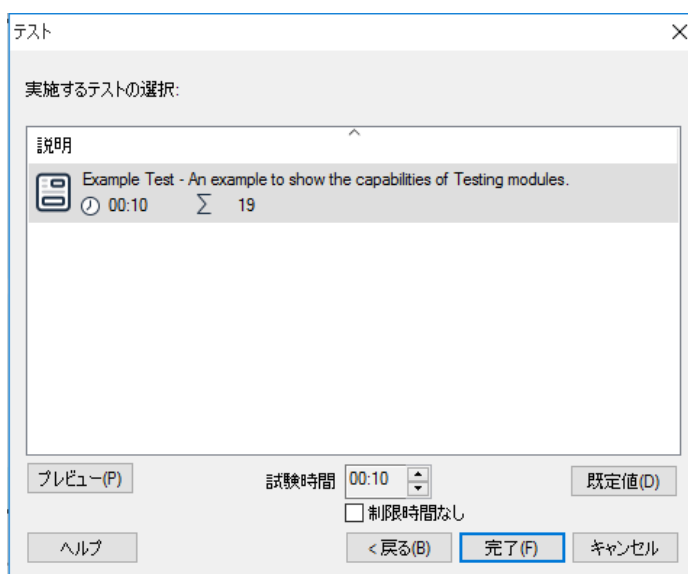 テスト
実施するテストの選択:
説明
Example Test - An example to show the capabilities of Testing modules.
00:10 Σ 19
プレビュー(P) 試験時間 00:10 既定値(D)
制限時間なし
ヘルプ <戻る(B) 完了(F) キャンセル